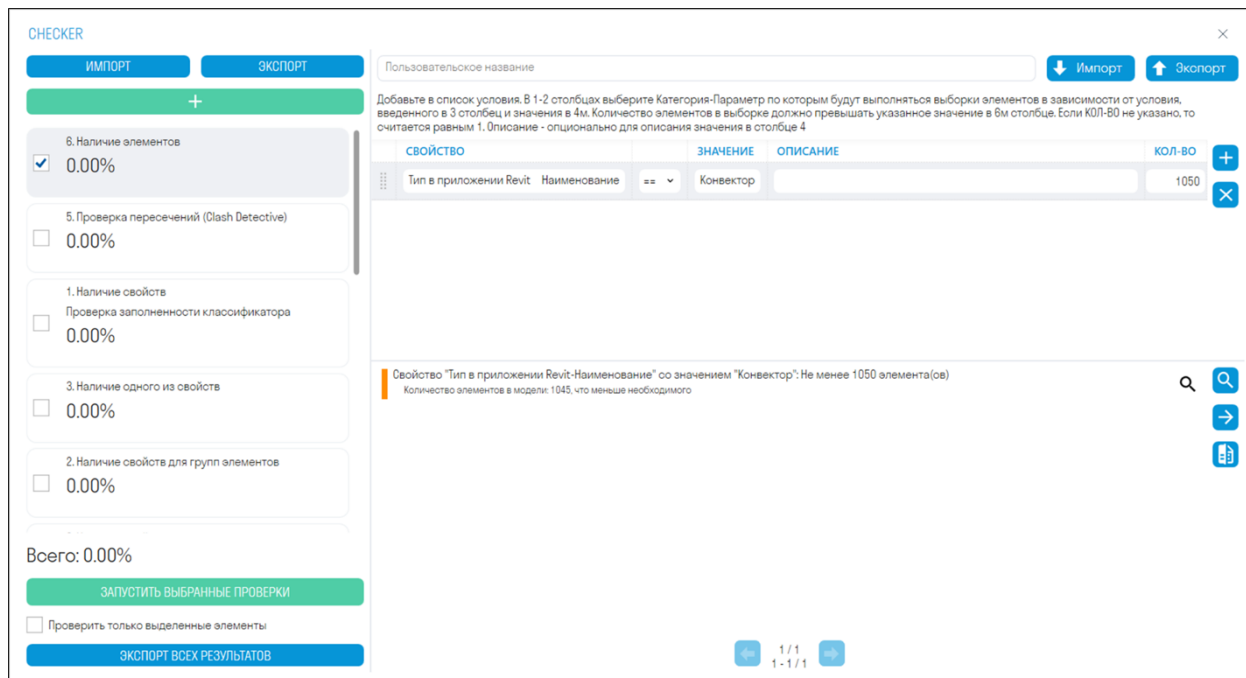 CHECKER
ИМПОРТ
ЭКСПОРТ
+
6. Наличие элементов
0.00%
5. Проверка пересечений (Clash Detective)
0.00%
1. Наличие свойств
Проверка заполненности классификатора
0.00%
3. Наличие одного из свойств
0.00%
2. Наличие свойств для групп элементов
0.00%
Всего: 0.00%
ЗАПУСТИТЬ ВЫБРАННЫЕ ПРОВЕРКИ
Проверить только выделенные элементы
ЭКСПОРТ ВСЕХ РЕЗУЛЬТАТОВ
Пользовательское название
Импорт
Экспорт
Добавьте в список условия. В 1-2 столбцах выберите Категория-Параметр по которым будут выполняться выборки элементов в зависимости от условия,
введенного в 3 столбец и значения в 4м. Количество элементов в выборке должно превышать указанное значение в 6м столбце. Если КОЛ-ВО не указано, то
считается равным 1. Описание - опционально для описания значения в столбце 4
СВОЙСТВО ЗНАЧЕНИЕ ОПИСАНИЕ КОЛ-ВО
Тип в приложении Revit Наименование == Конвектор 1050
Свойство "Тип в приложении Revit-Наименование" со значением "Конвектор": Не менее 1050 элемента(ов)
Количество элементов в модели: 1045, что меньше необходимого
1 / 1
1 - 1 / 1